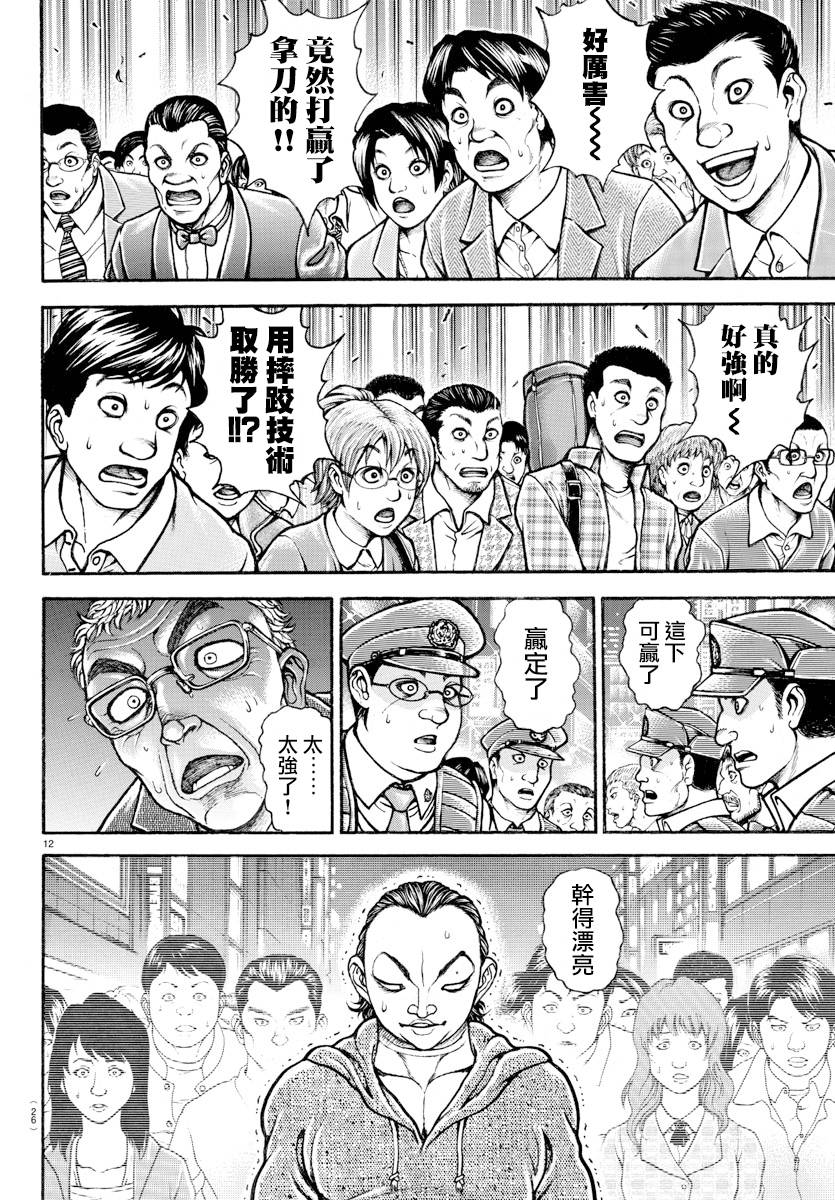 好厲害～
竟然打贏了
拿刀的!!
真的
好強啊～
用摔跤技術
取勝了!!?
這下
可贏了
贏定了
太……
太強了！
12
幹得漂亮
（26）